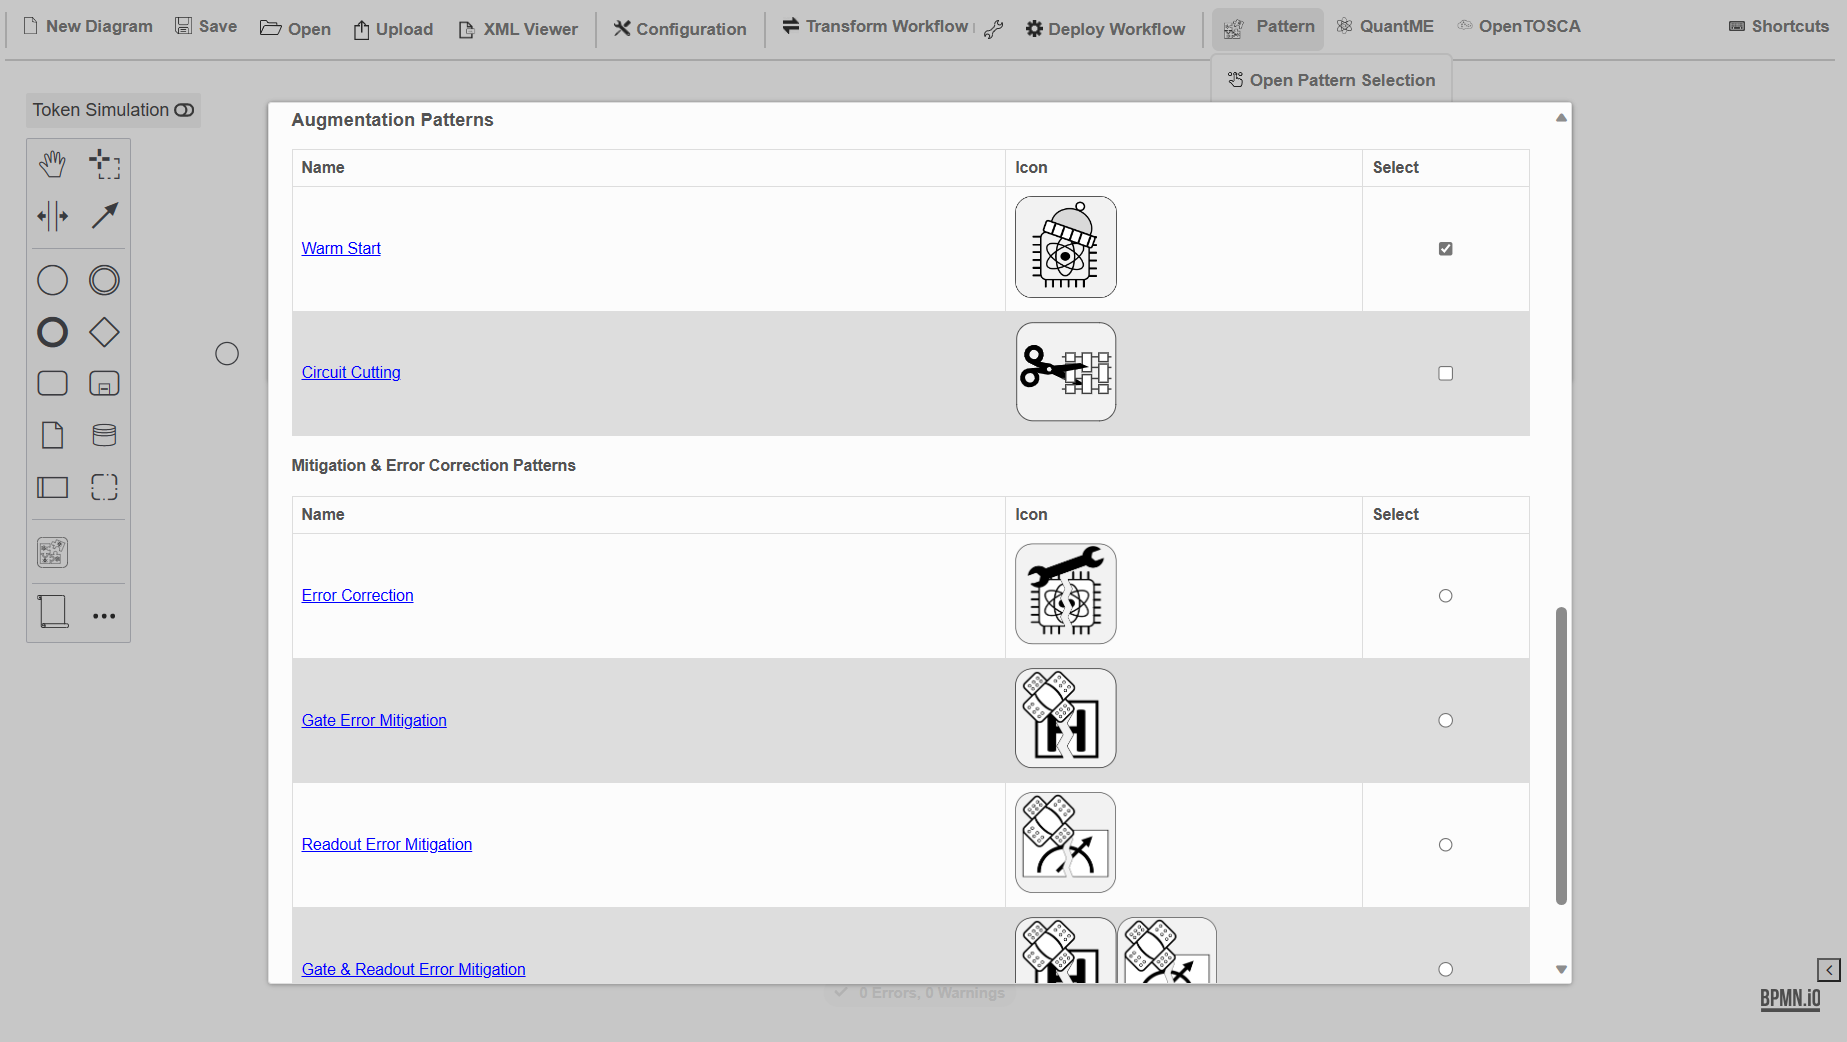 New Diagram
Save
Open
Upload
XML Viewer
Configuration
Transform Workflow
Deploy Workflow
Pattern
QuantME
OpenTOSCA
Shortcuts
Open Pattern Selection
Token Simulation
Augmentation Patterns
Name Icon Select
Warm Start
Circuit Cutting
Mitigation & Error Correction Patterns
Name Icon Select
Error Correction
Gate Error Mitigation
Readout Error Mitigation
Gate & Readout Error Mitigation
0 Errors, 0 Warnings
BPMN.iO